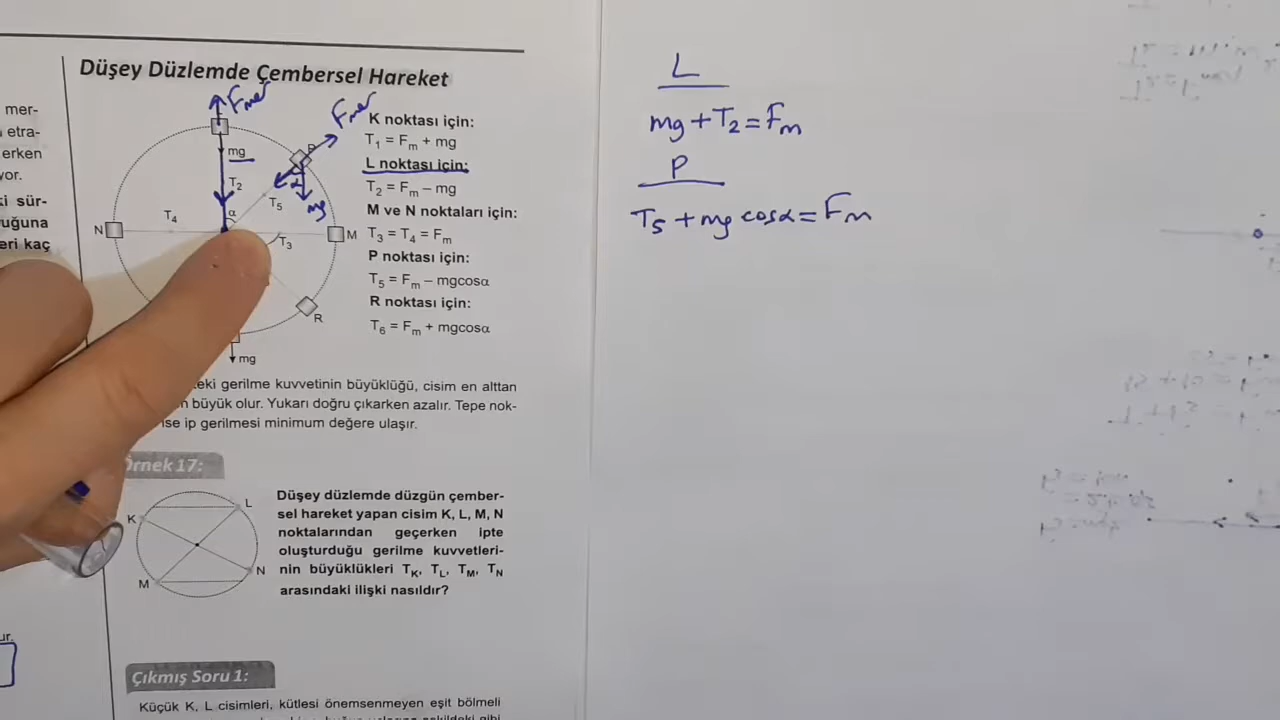 mer-
etra-
erken
yor.
ki sür-
uğuna
eri kaç
Düşey Düzlemde Çembersel Hareket
Fmer
mg
T2
α
N
T4
P
Fmer
α
mg
T5
M
T3
R
mg
K noktası için:
T1 = Fm + mg
L noktası için:
T2 = Fm – mg
M ve N noktaları için:
T3 = T4 = Fm
P noktası için:
T5 = Fm – mgcosα
R noktası için:
T6 = Fm + mgcosα
eki gerilme kuvvetinin büyüklüğü, cisim en alttan
n büyük olur. Yukarı doğru çıkarken azalır. Tepe nok-
ise ip gerilmesi minimum değere ulaşır.
Örnek 17:
K
L
M
N
Düşey düzlemde düzgün çember-
sel hareket yapan cisim K, L, M, N
noktalarından geçerken ipte
oluşturduğu gerilme kuvvetleri-
nin büyüklükleri TK, TL, TM, TN
arasındaki ilişki nasıldır?
ur.
Çıkmış Soru 1:
Küçük K, L cisimleri, kütlesi önemsenmeyen eşit bölmeli
L
mg + T2 = Fm
P
T5 + mg cosα = Fm